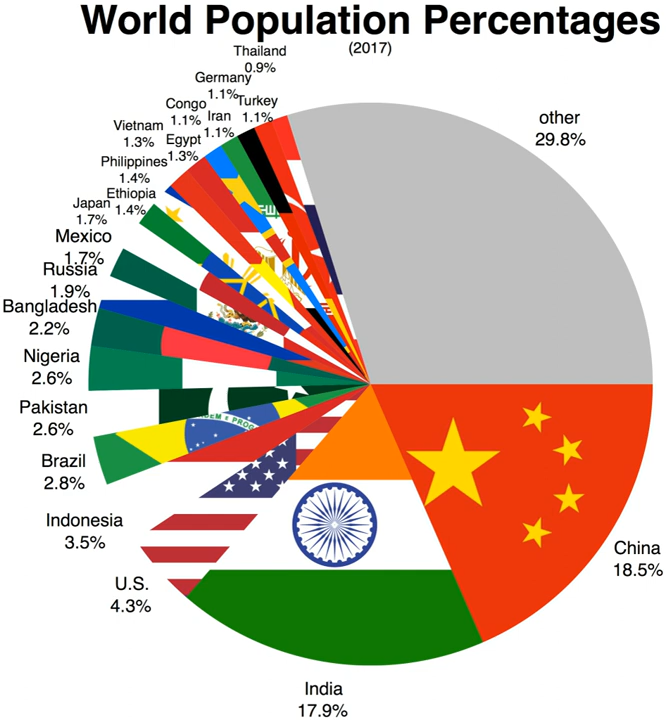 World Population Percentages
(2017)
Thailand
0.9%
Germany
1.1%
Turkey
1.1%
Congo
1.1%
Iran
1.1%
Vietnam
1.3%
Egypt
1.3%
Philippines
1.4%
Ethiopia
1.4%
Japan
1.7%
Mexico
1.7%
Russia
1.9%
Bangladesh
2.2%
Nigeria
2.6%
Pakistan
2.6%
Brazil
2.8%
Indonesia
3.5%
U.S.
4.3%
India
17.9%
China
18.5%
other
29.8%